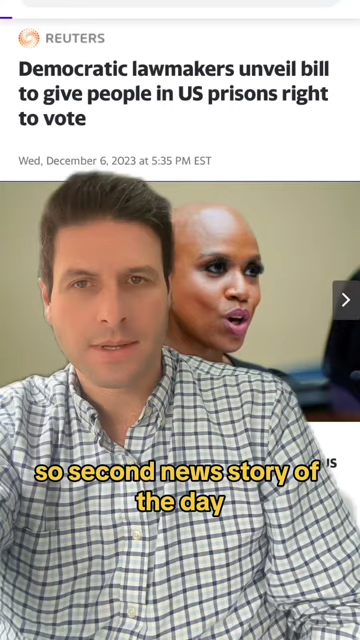 REUTERS
Democratic lawmakers unveil bill
to give people in US prisons right
to vote
Wed, December 6, 2023 at 5:35 PM EST
so second news story of
the day